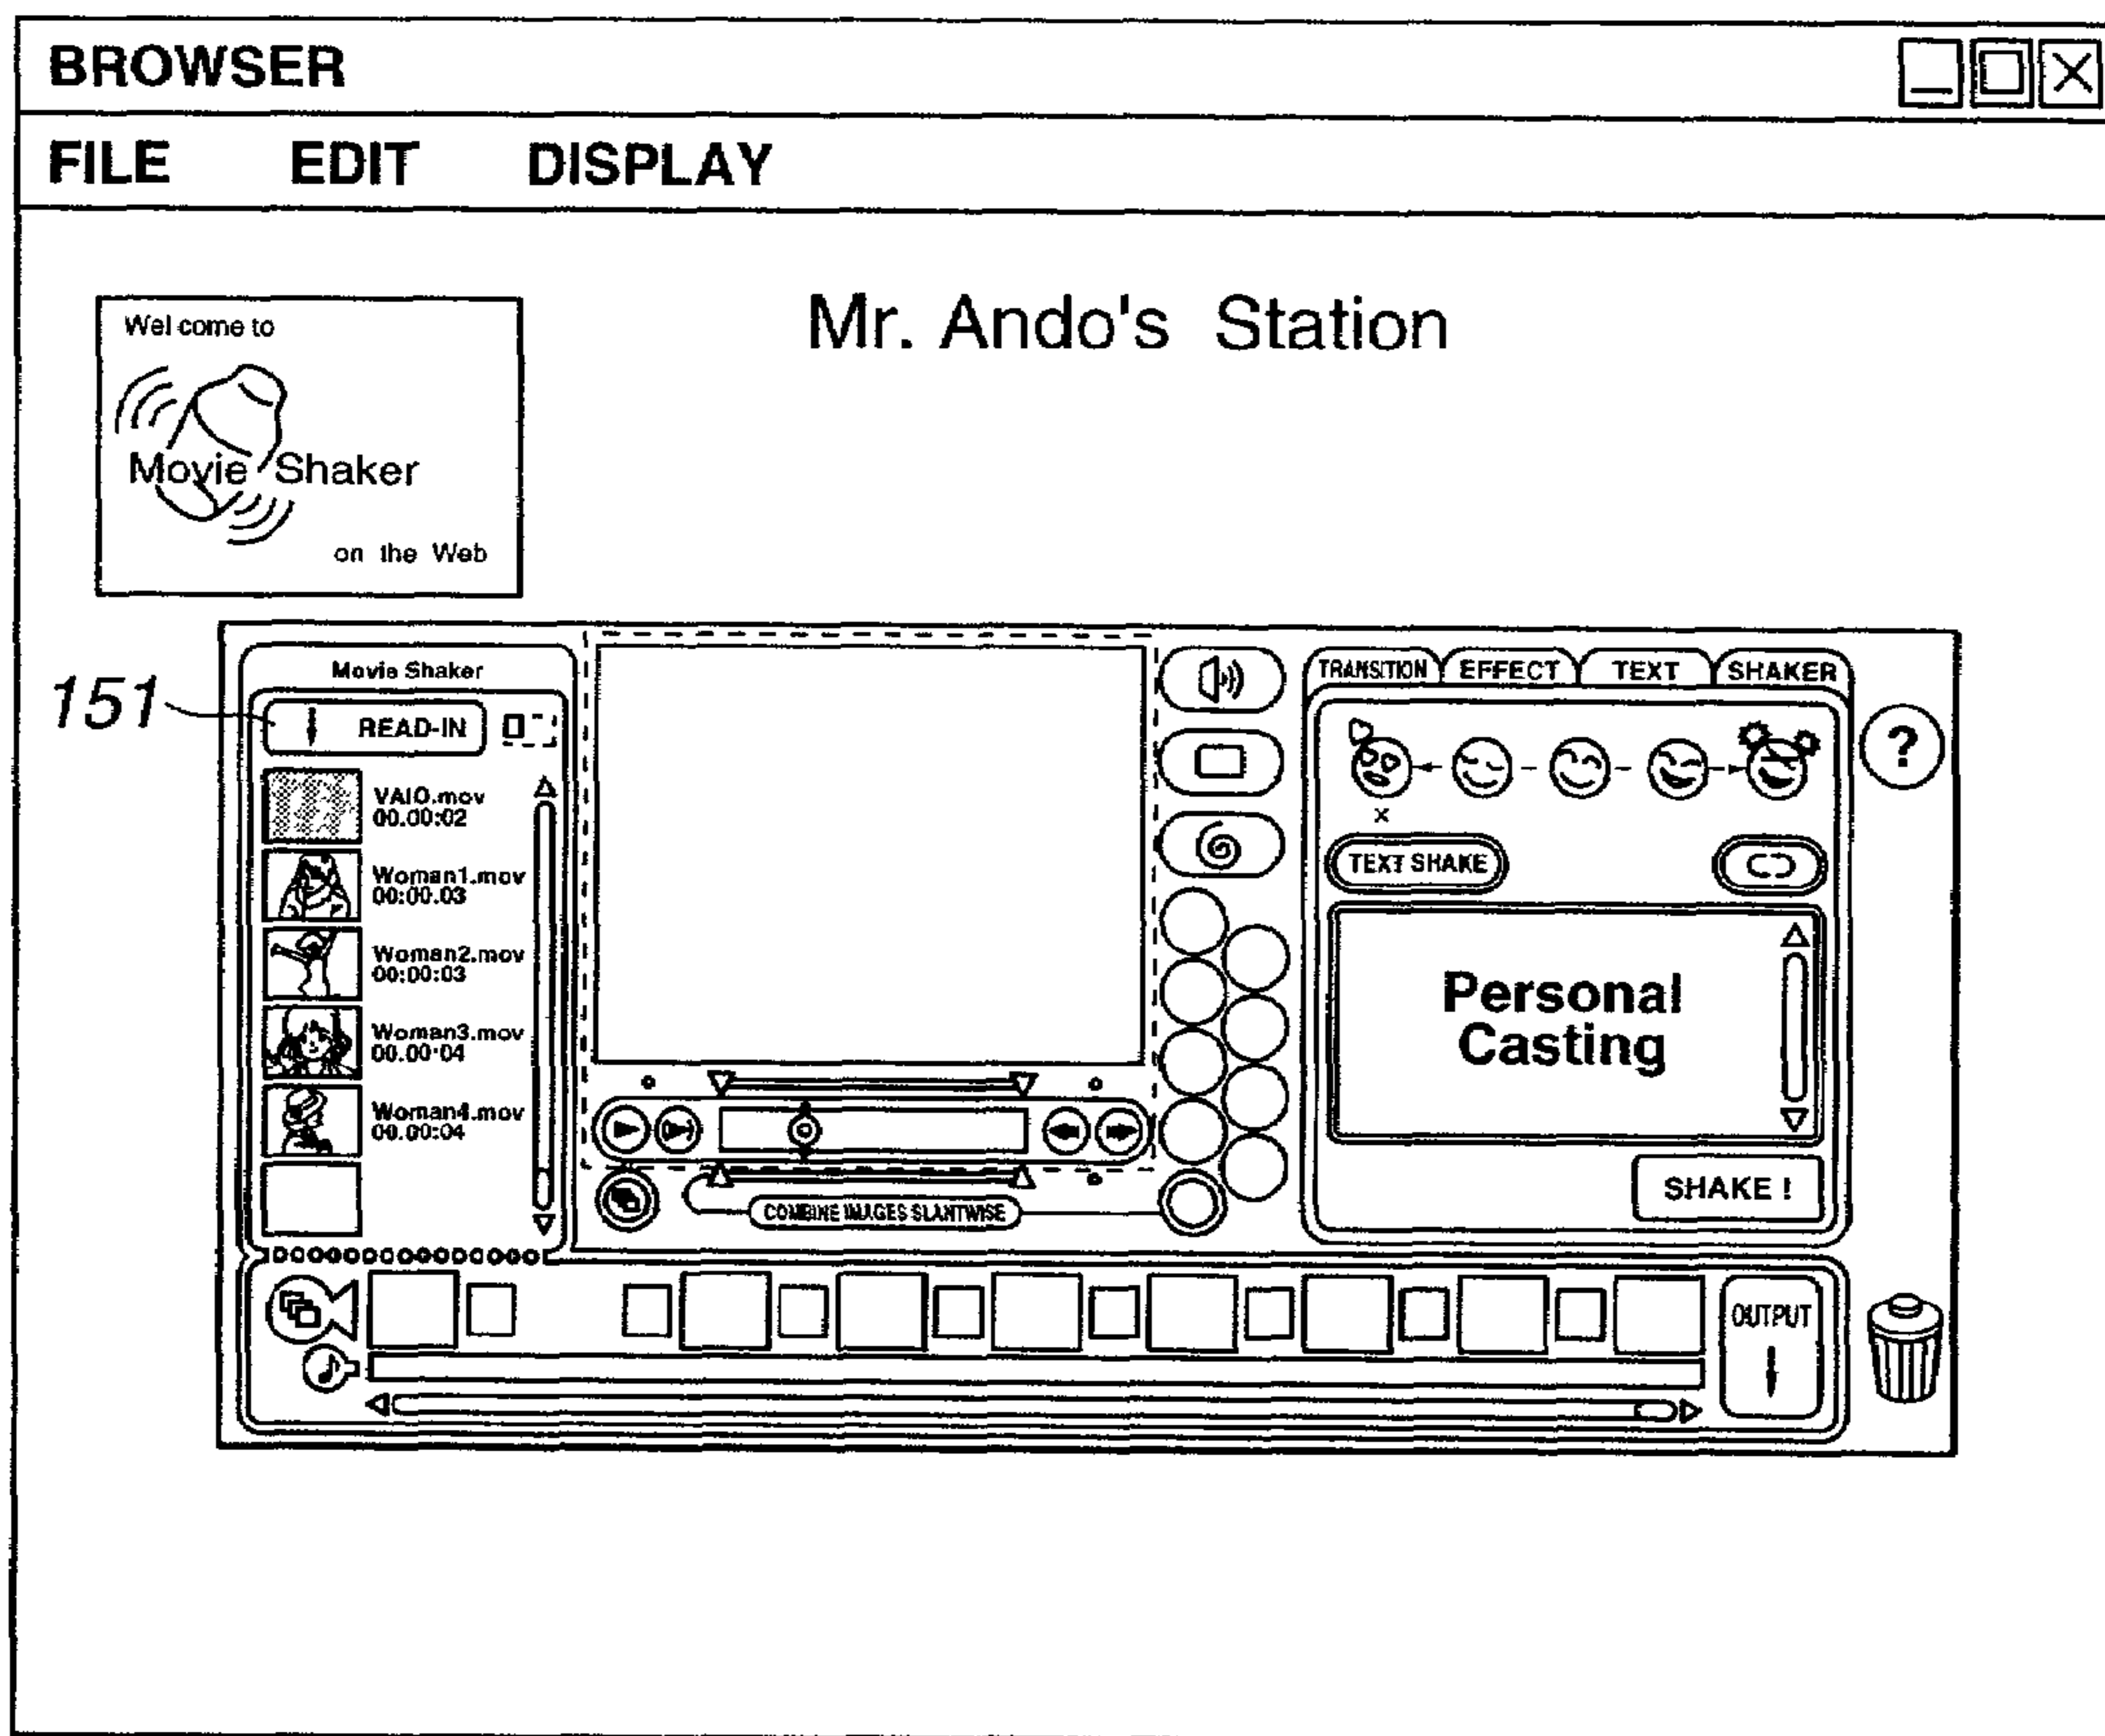 BROWSER
FILE EDIT DISPLAY
Mr. Ando's Station
Wel come to
Movie Shaker
on the Web
151
Movie Shaker
READ-IN
VAIO.mov
00.00:02
Woman1.mov
00:00.03
Woman2.mov
00:00:03
Woman3.mov
00.00:04
Woman4.mov
00.00:04
COMBINE IMAGES SLANTWISE
TRANSITION EFFECT TEXT SHAKER
?
x
TEXT SHAKE
Personal
Casting
SHAKE !
OUTPUT